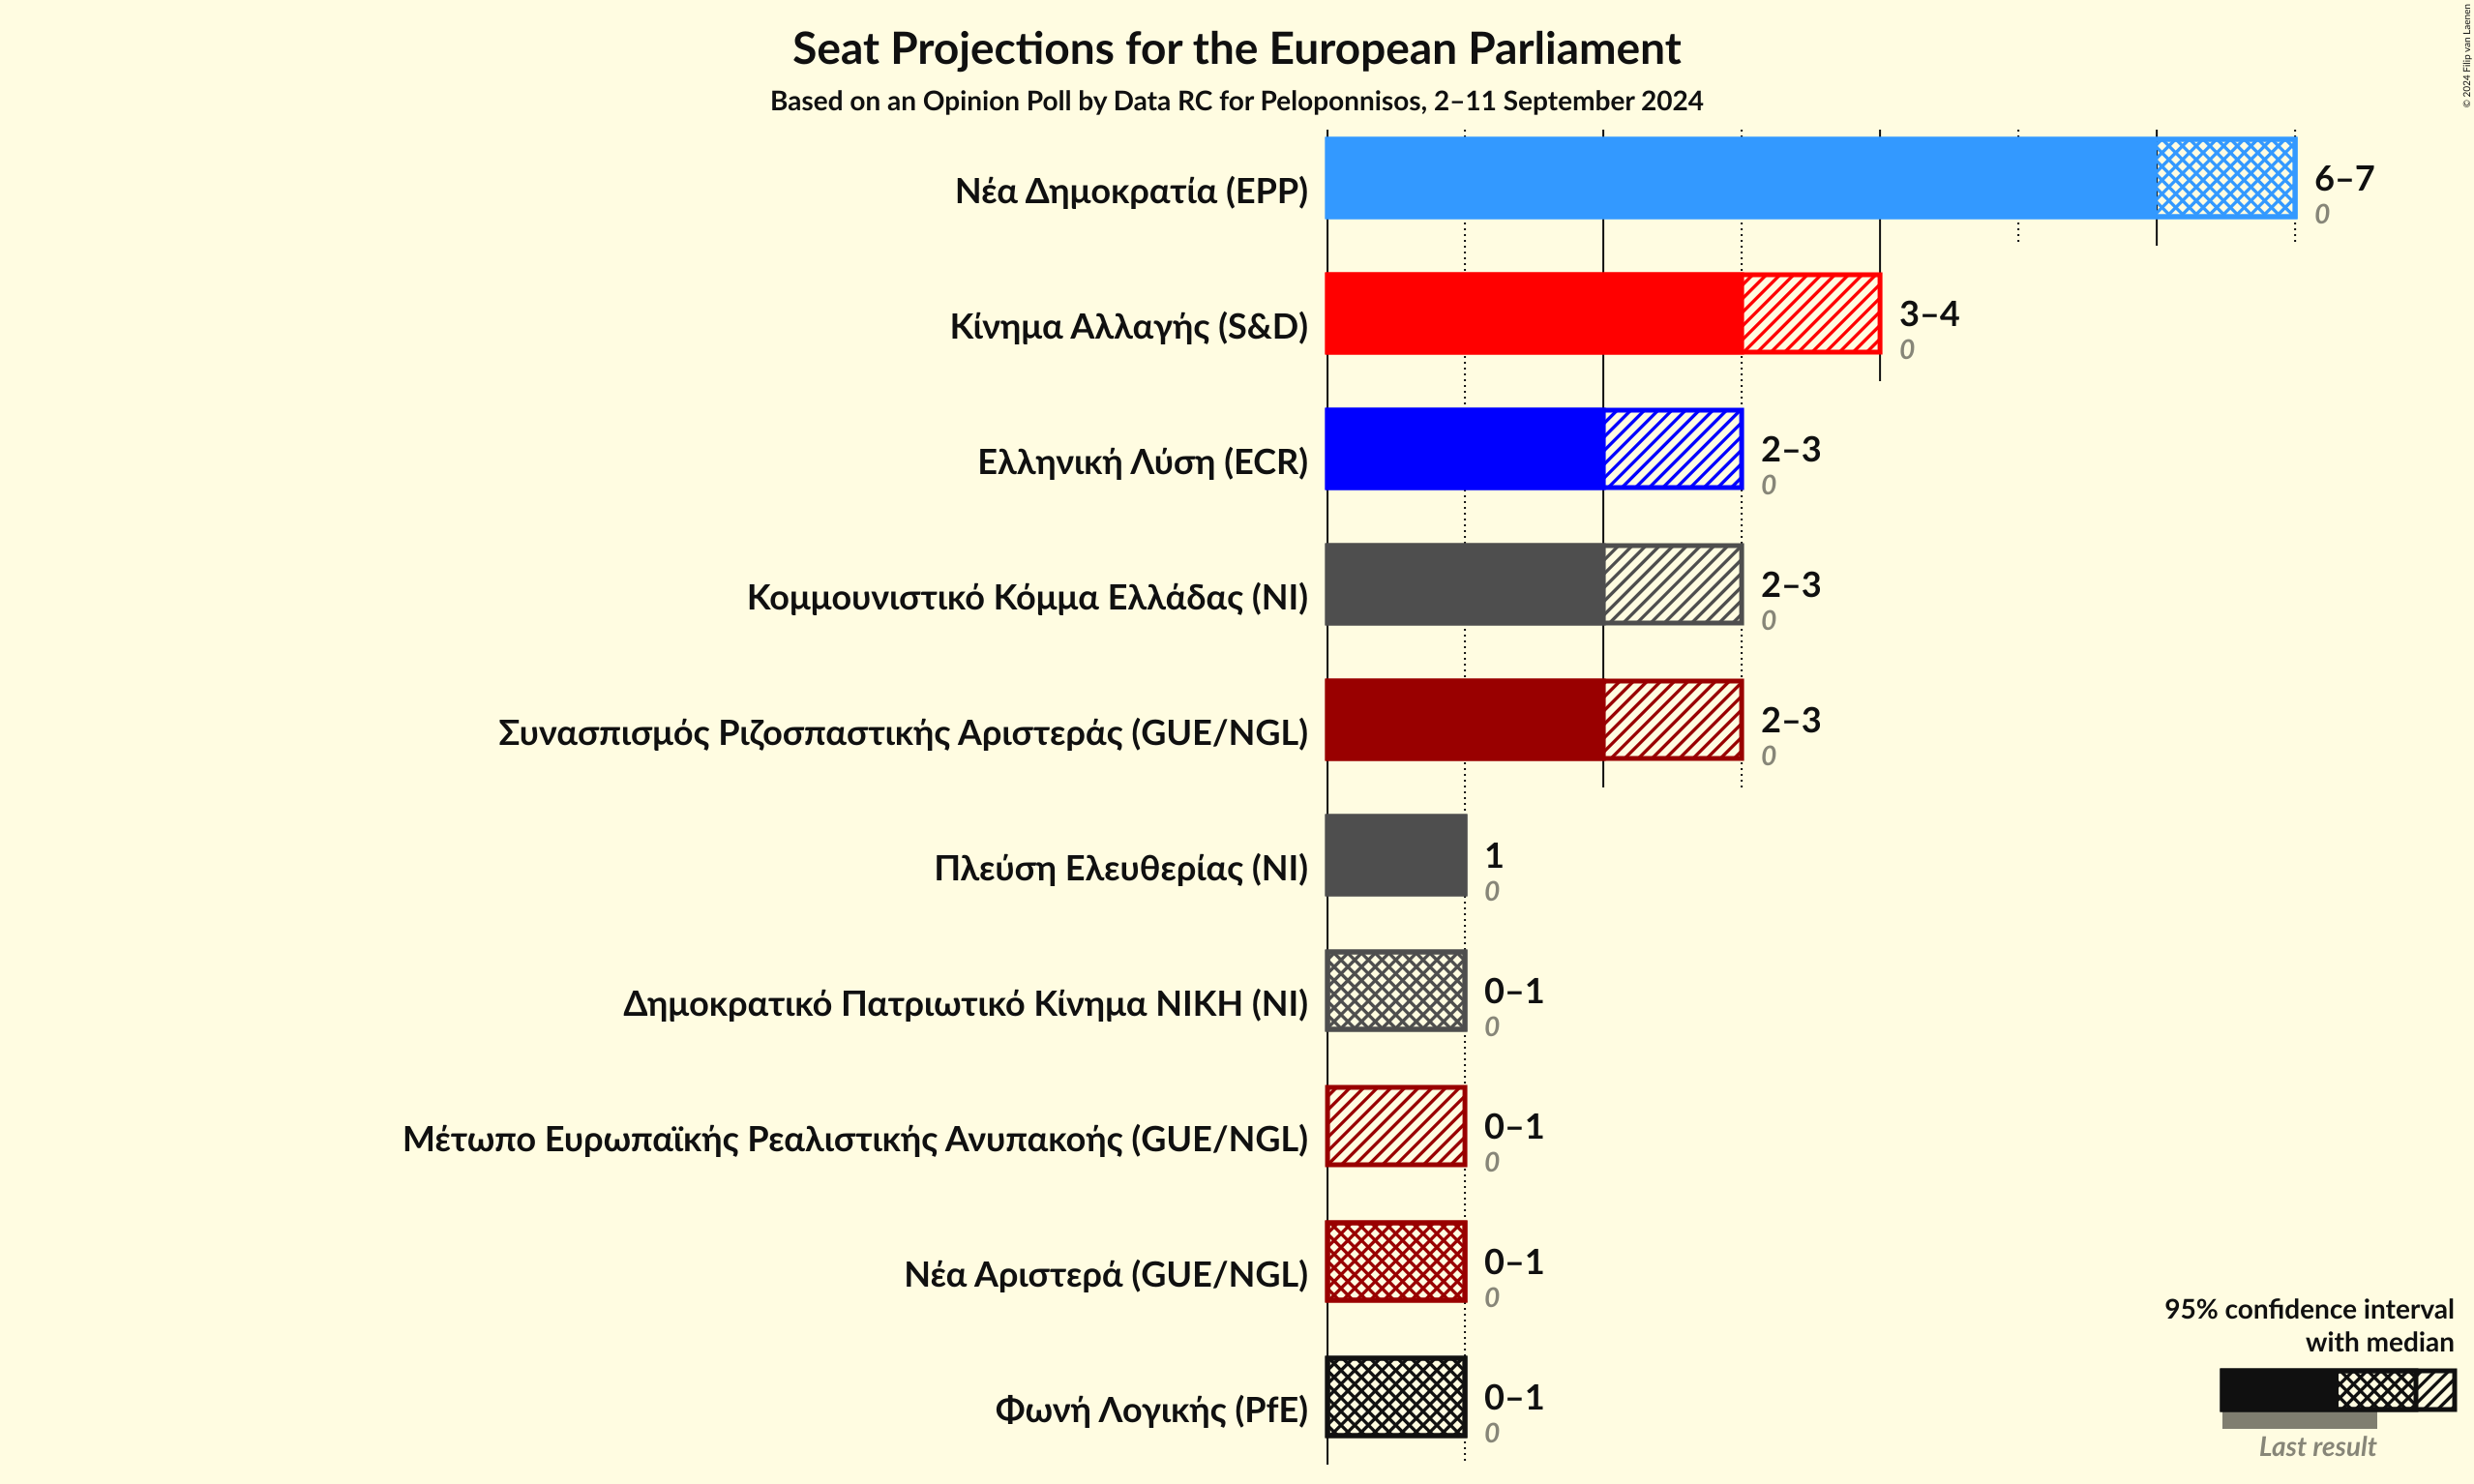 Seat Projections for the European Parliament
Based on an Opinion Poll by Data RC for Peloponnisos, 2–11 September 2024
© 2024 Filip van Laenen
Νέα Δημοκρατία (EPP)
6–7
0
Κίνημα Αλλαγής (S&D)
3–4
0
Ελληνική Λύση (ECR)
2–3
0
Κομμουνιστικό Κόμμα Ελλάδας (NI)
2–3
0
Συνασπισμός Ριζοσπαστικής Αριστεράς (GUE/NGL)
2–3
0
Πλεύση Ελευθερίας (NI)
1
0
Δημοκρατικό Πατριωτικό Κίνημα ΝΙΚΗ (NI)
0–1
0
Μέτωπο Ευρωπαϊκής Ρεαλιστικής Ανυπακοής (GUE/NGL)
0–1
0
Νέα Αριστερά (GUE/NGL)
0–1
0
Φωνή Λογικής (PfE)
0–1
0
95% confidence interval
with median
Last result